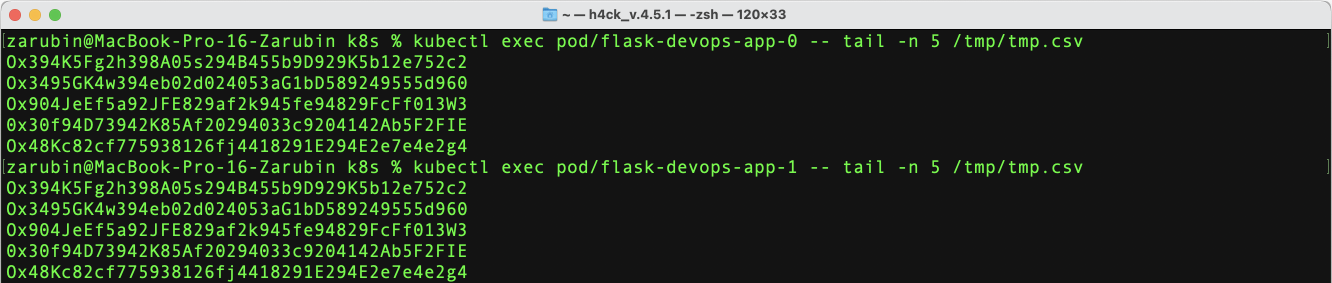 ~ — h4ck_v.4.5.1 — -zsh — 120×33
[zarubin@MacBook-Pro-16-Zarubin k8s % kubectl exec pod/flask-devops-app-0 -- tail -n 5 /tmp/tmp.csv ]
0x394K5Fg2h398A05s294B455b9D929K5b12e752c2
0x3495GK4w394eb02d024053aG1bD589249555d960
0x904JeEf5a92JFE829af2k945fe94829FcFf013W3
0x30f94D73942K85Af20294033c9204142Ab5F2FIE
0x48Kc82cf775938126fj4418291E294E2e7e4e2g4
[zarubin@MacBook-Pro-16-Zarubin k8s % kubectl exec pod/flask-devops-app-1 -- tail -n 5 /tmp/tmp.csv ]
0x394K5Fg2h398A05s294B455b9D929K5b12e752c2
0x3495GK4w394eb02d024053aG1bD589249555d960
0x904JeEf5a92JFE829af2k945fe94829FcFf013W3
0x30f94D73942K85Af20294033c9204142Ab5F2FIE
0x48Kc82cf775938126fj4418291E294E2e7e4e2g4